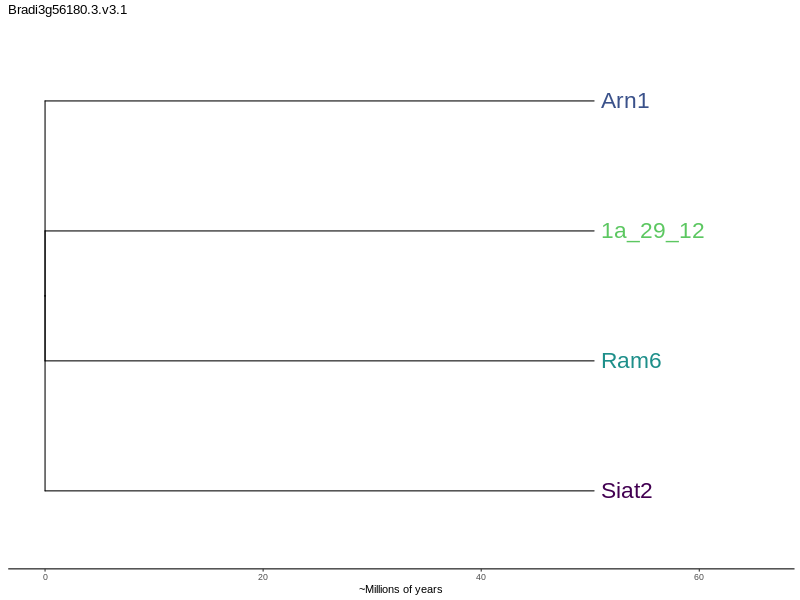 Bradi3g56180.3.v3.1
Arn1
1a_29_12
Ram6
Siat2
0 20 40 60
~Millions of years